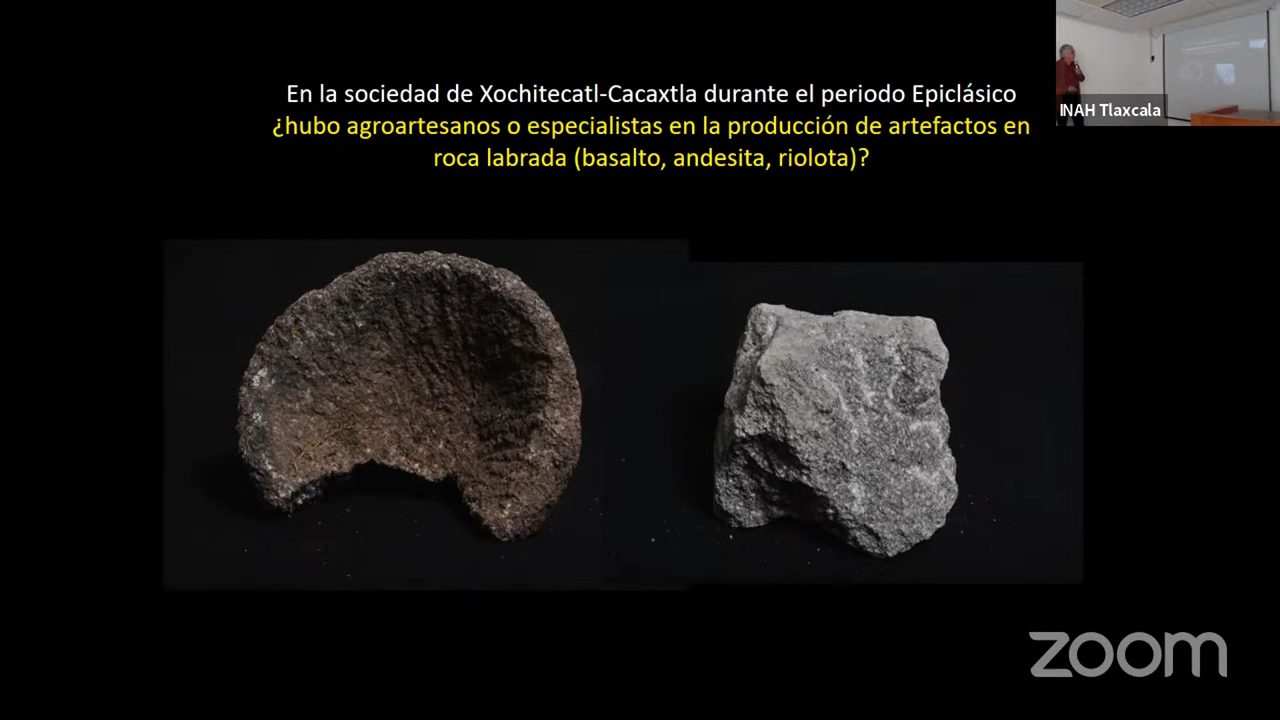 En la sociedad de Xochitecatl-Cacaxtla durante el periodo Epiclásico
¿hubo agroartesanos o especialistas en la producción de artefactos en
roca labrada (basalto, andesita, riolota)?
INAH Tlaxcala
zoom